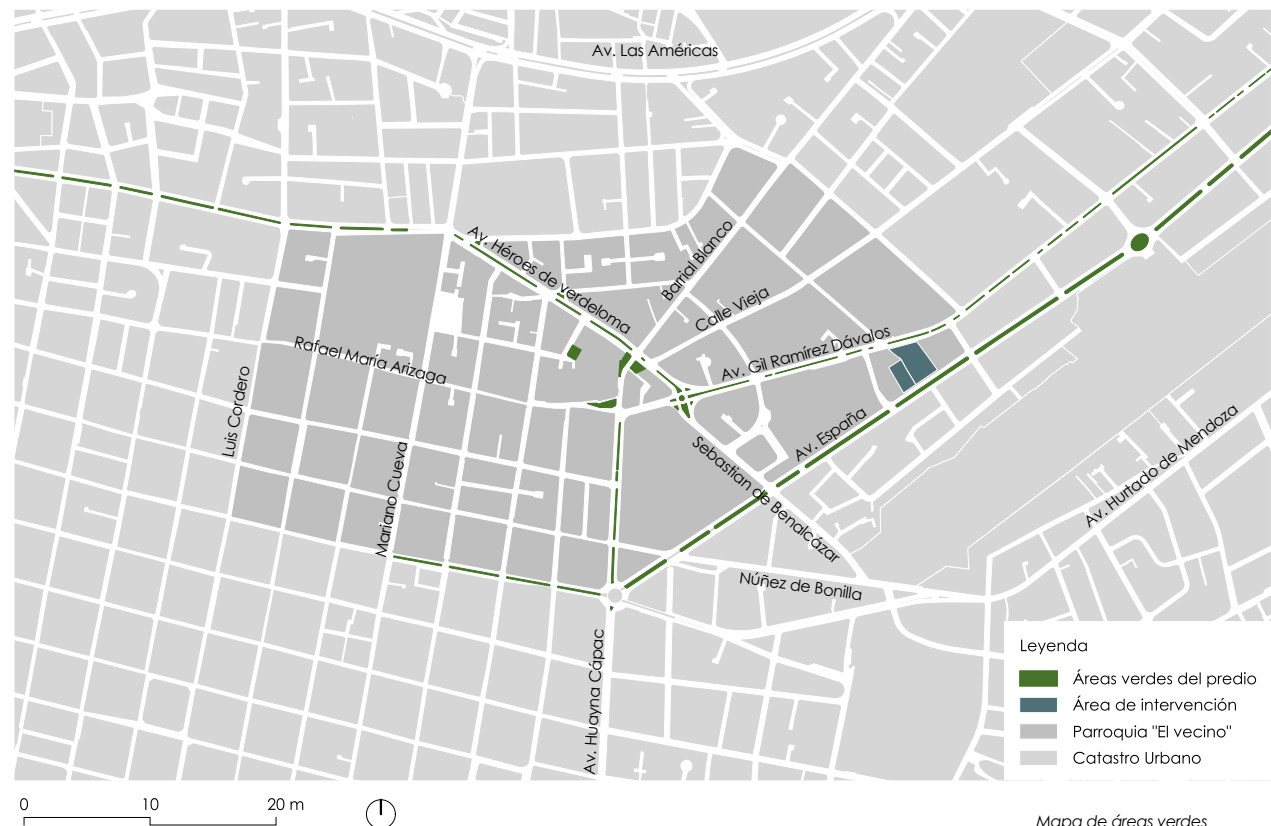 Av. Las Américas
Av. Héroes de verdeloma
Barrial Blanco
Calle Vieja
Rafael María Arizaga
Av. Gil Ramírez Dávalos
Luis Cordero
Mariano Cueva
Sebastian de Benalcázar
Av. España
Av. Hurtado de Mendoza
Núñez de Bonilla
Av. Huayna Cápac
Leyenda
Áreas verdes del predio
Área de intervención
Parroquia "El vecino"
Catastro Urbano
0 10 20 m
Mapa de áreas verdes